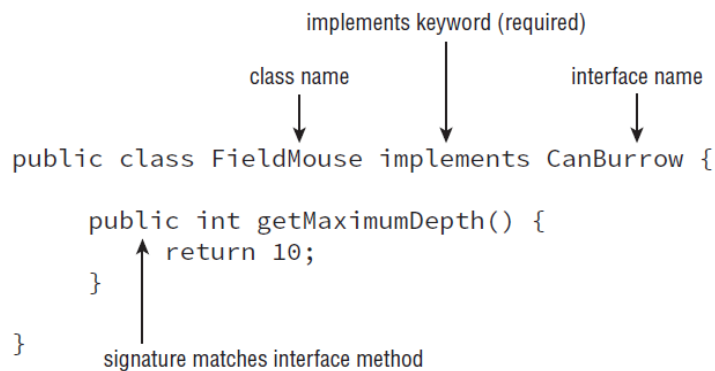 implements keyword (required)
class name
interface name
public class FieldMouse implements CanBurrow {
public int getMaximumDepth() {
return 10;
}
}
signature matches interface method